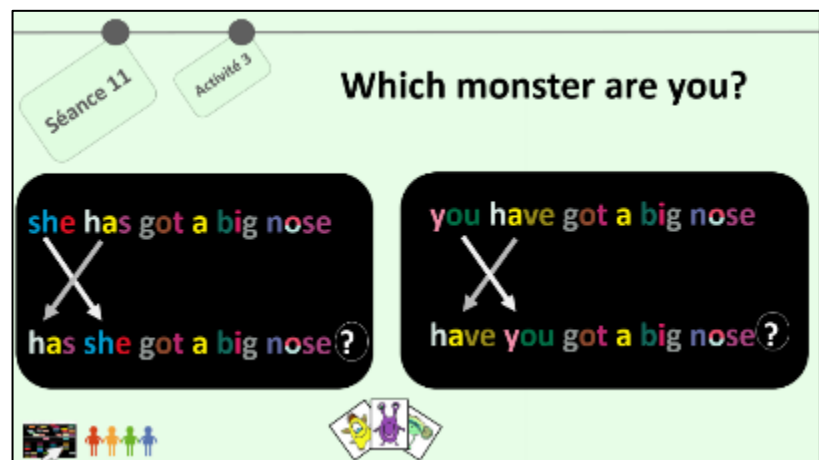 Séance 11
Activité 3
Which monster are you?
she has got a big nose
has she got a big nose ?
you have got a big nose
have you got a big nose ?